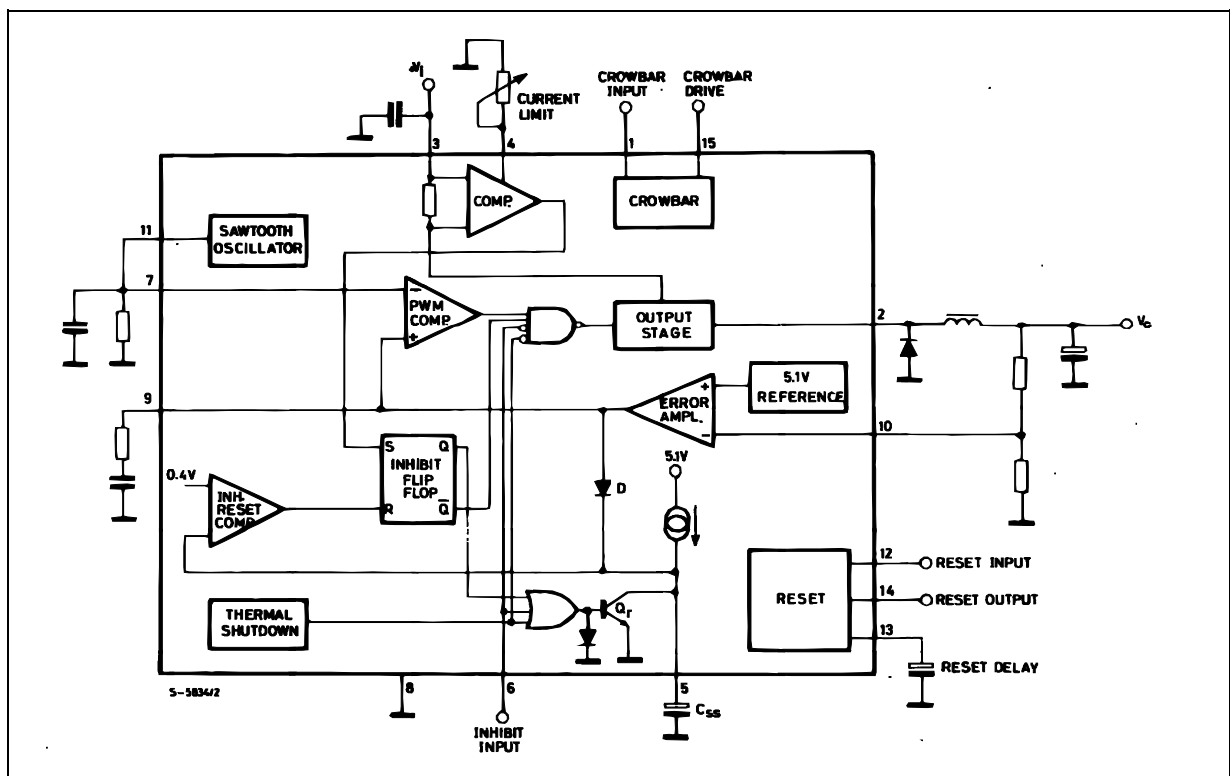 Vi
CURRENT
LIMIT
CROWBAR
INPUT
CROWBAR
DRIVE
3
4
1
15
COMP.
CROWBAR
11
SAWTOOTH
OSCILLATOR
7
−
PWM
COMP.
+
OUTPUT
STAGE
2
Vo
5.1V
REFERENCE
+
ERROR
AMPL.
−
9
10
S Q
INHIBIT
FLIP
FLOP
R Q̅
5.1V
0.4V
INH.
RESET
COMP.
D
RESET
12
RESET INPUT
14
RESET OUTPUT
13
RESET DELAY
THERMAL
SHUTDOWN
Qr
S-5834/2
8
6
5
Css
INHIBIT
INPUT